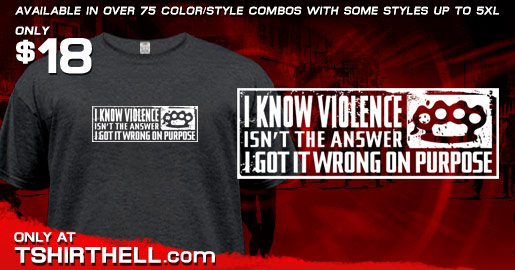 AVAILABLE IN OVER 75 COLOR/STYLE COMBOS WITH SOME STYLES UP TO 5XL
ONLY
$18
I KNOW VIOLENCE
ISN'T THE ANSWER
I GOT IT WRONG ON PURPOSE
I KNOW VIOLENCE
ISN'T THE ANSWER
I GOT IT WRONG ON PURPOSE
ONLY AT
TSHIRTHELL.com